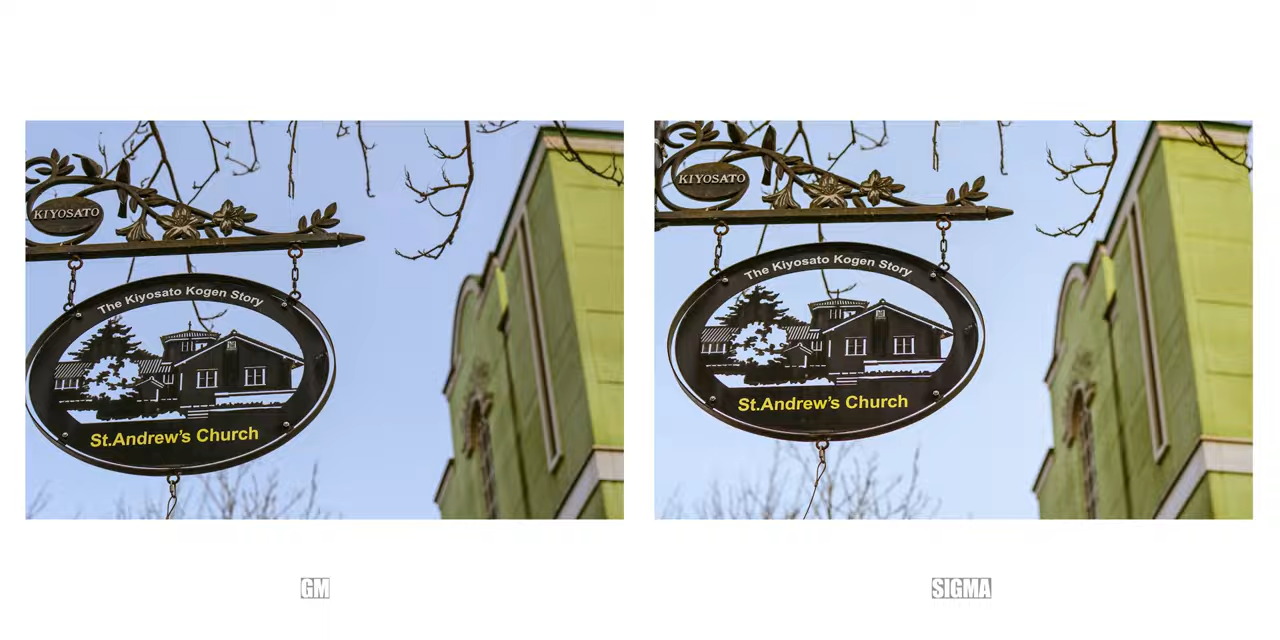 KIYOSATO
The Kiyosato Kogen Story
St.Andrew's Church
KIYOSATO
The Kiyosato Kogen Story
St.Andrew's Church
GM
SIGMA